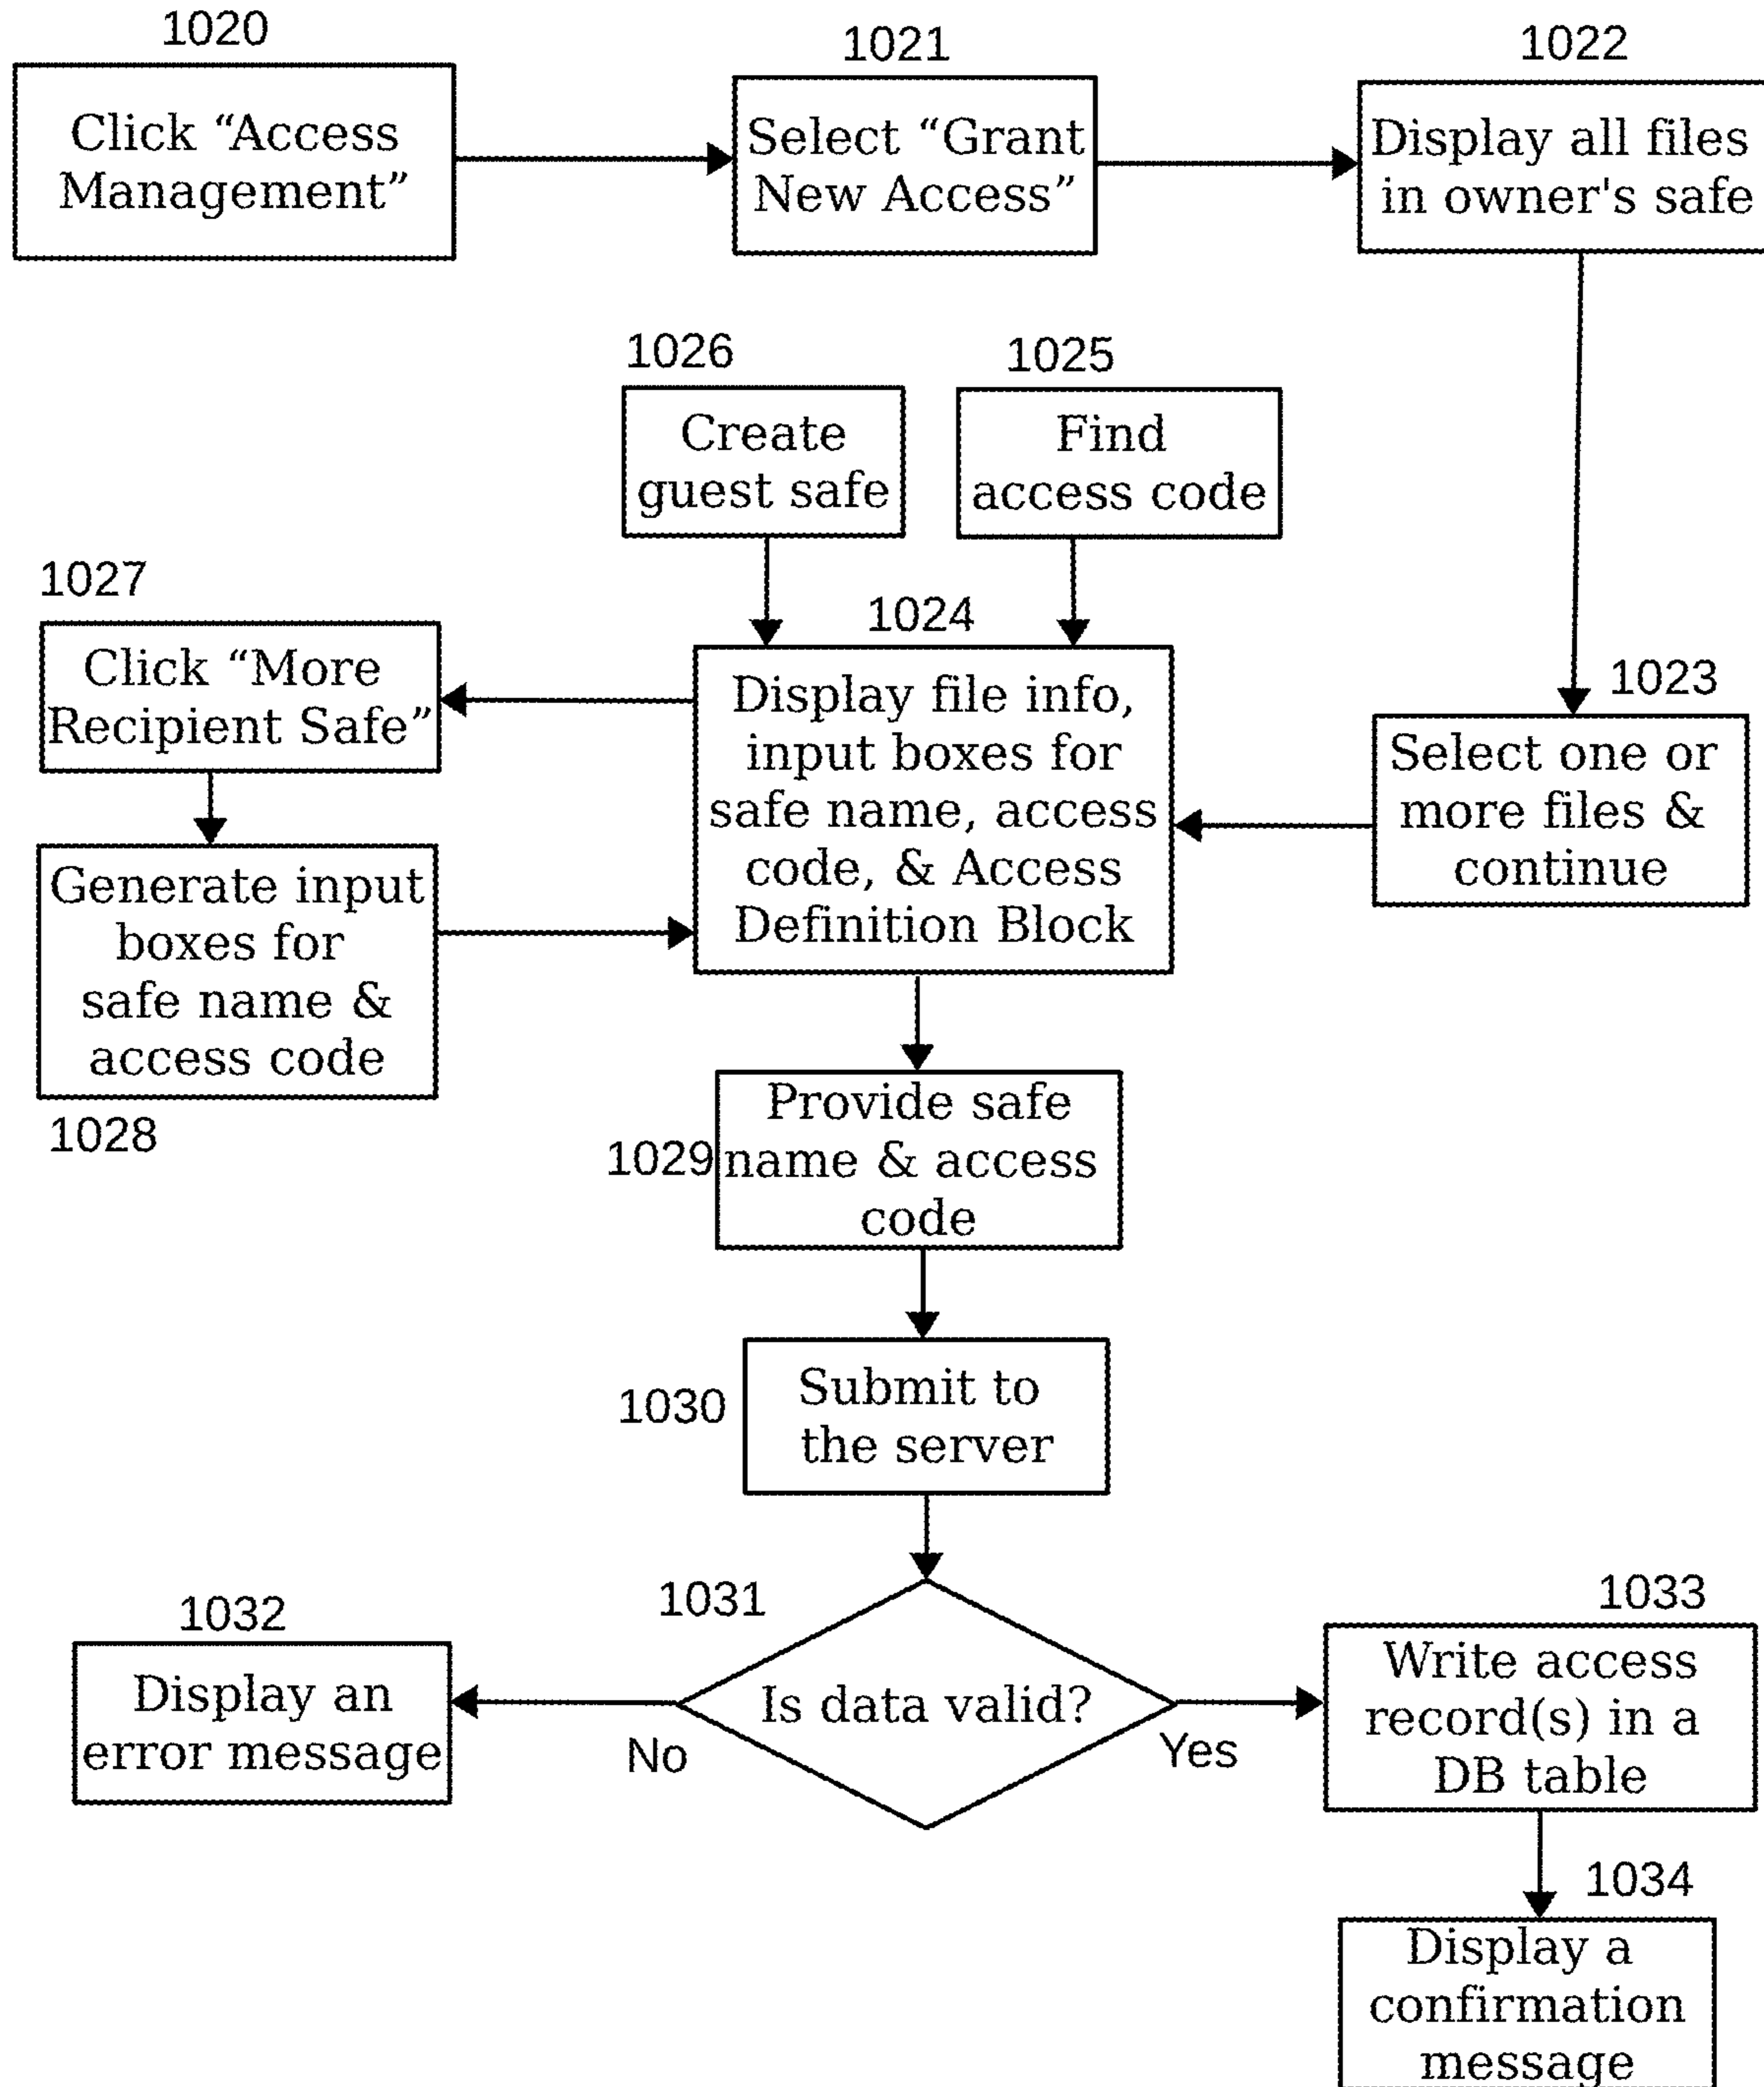 1020
Click “Access
Management”
1021
Select “Grant
New Access”
1022
Display all files
in owner's safe
1026
Create
guest safe
1025
Find
access code
1027
Click “More
Recipient Safe”
1024
Display file info,
input boxes for
safe name, access
code, & Access
Definition Block
1023
Select one or
more files &
continue
Generate input
boxes for
safe name &
access code
1028
1029
Provide safe
name & access
code
1030
Submit to
the server
1031
Is data valid?
No
Yes
1032
Display an
error message
1033
Write access
record(s) in a
DB table
1034
Display a
confirmation
message